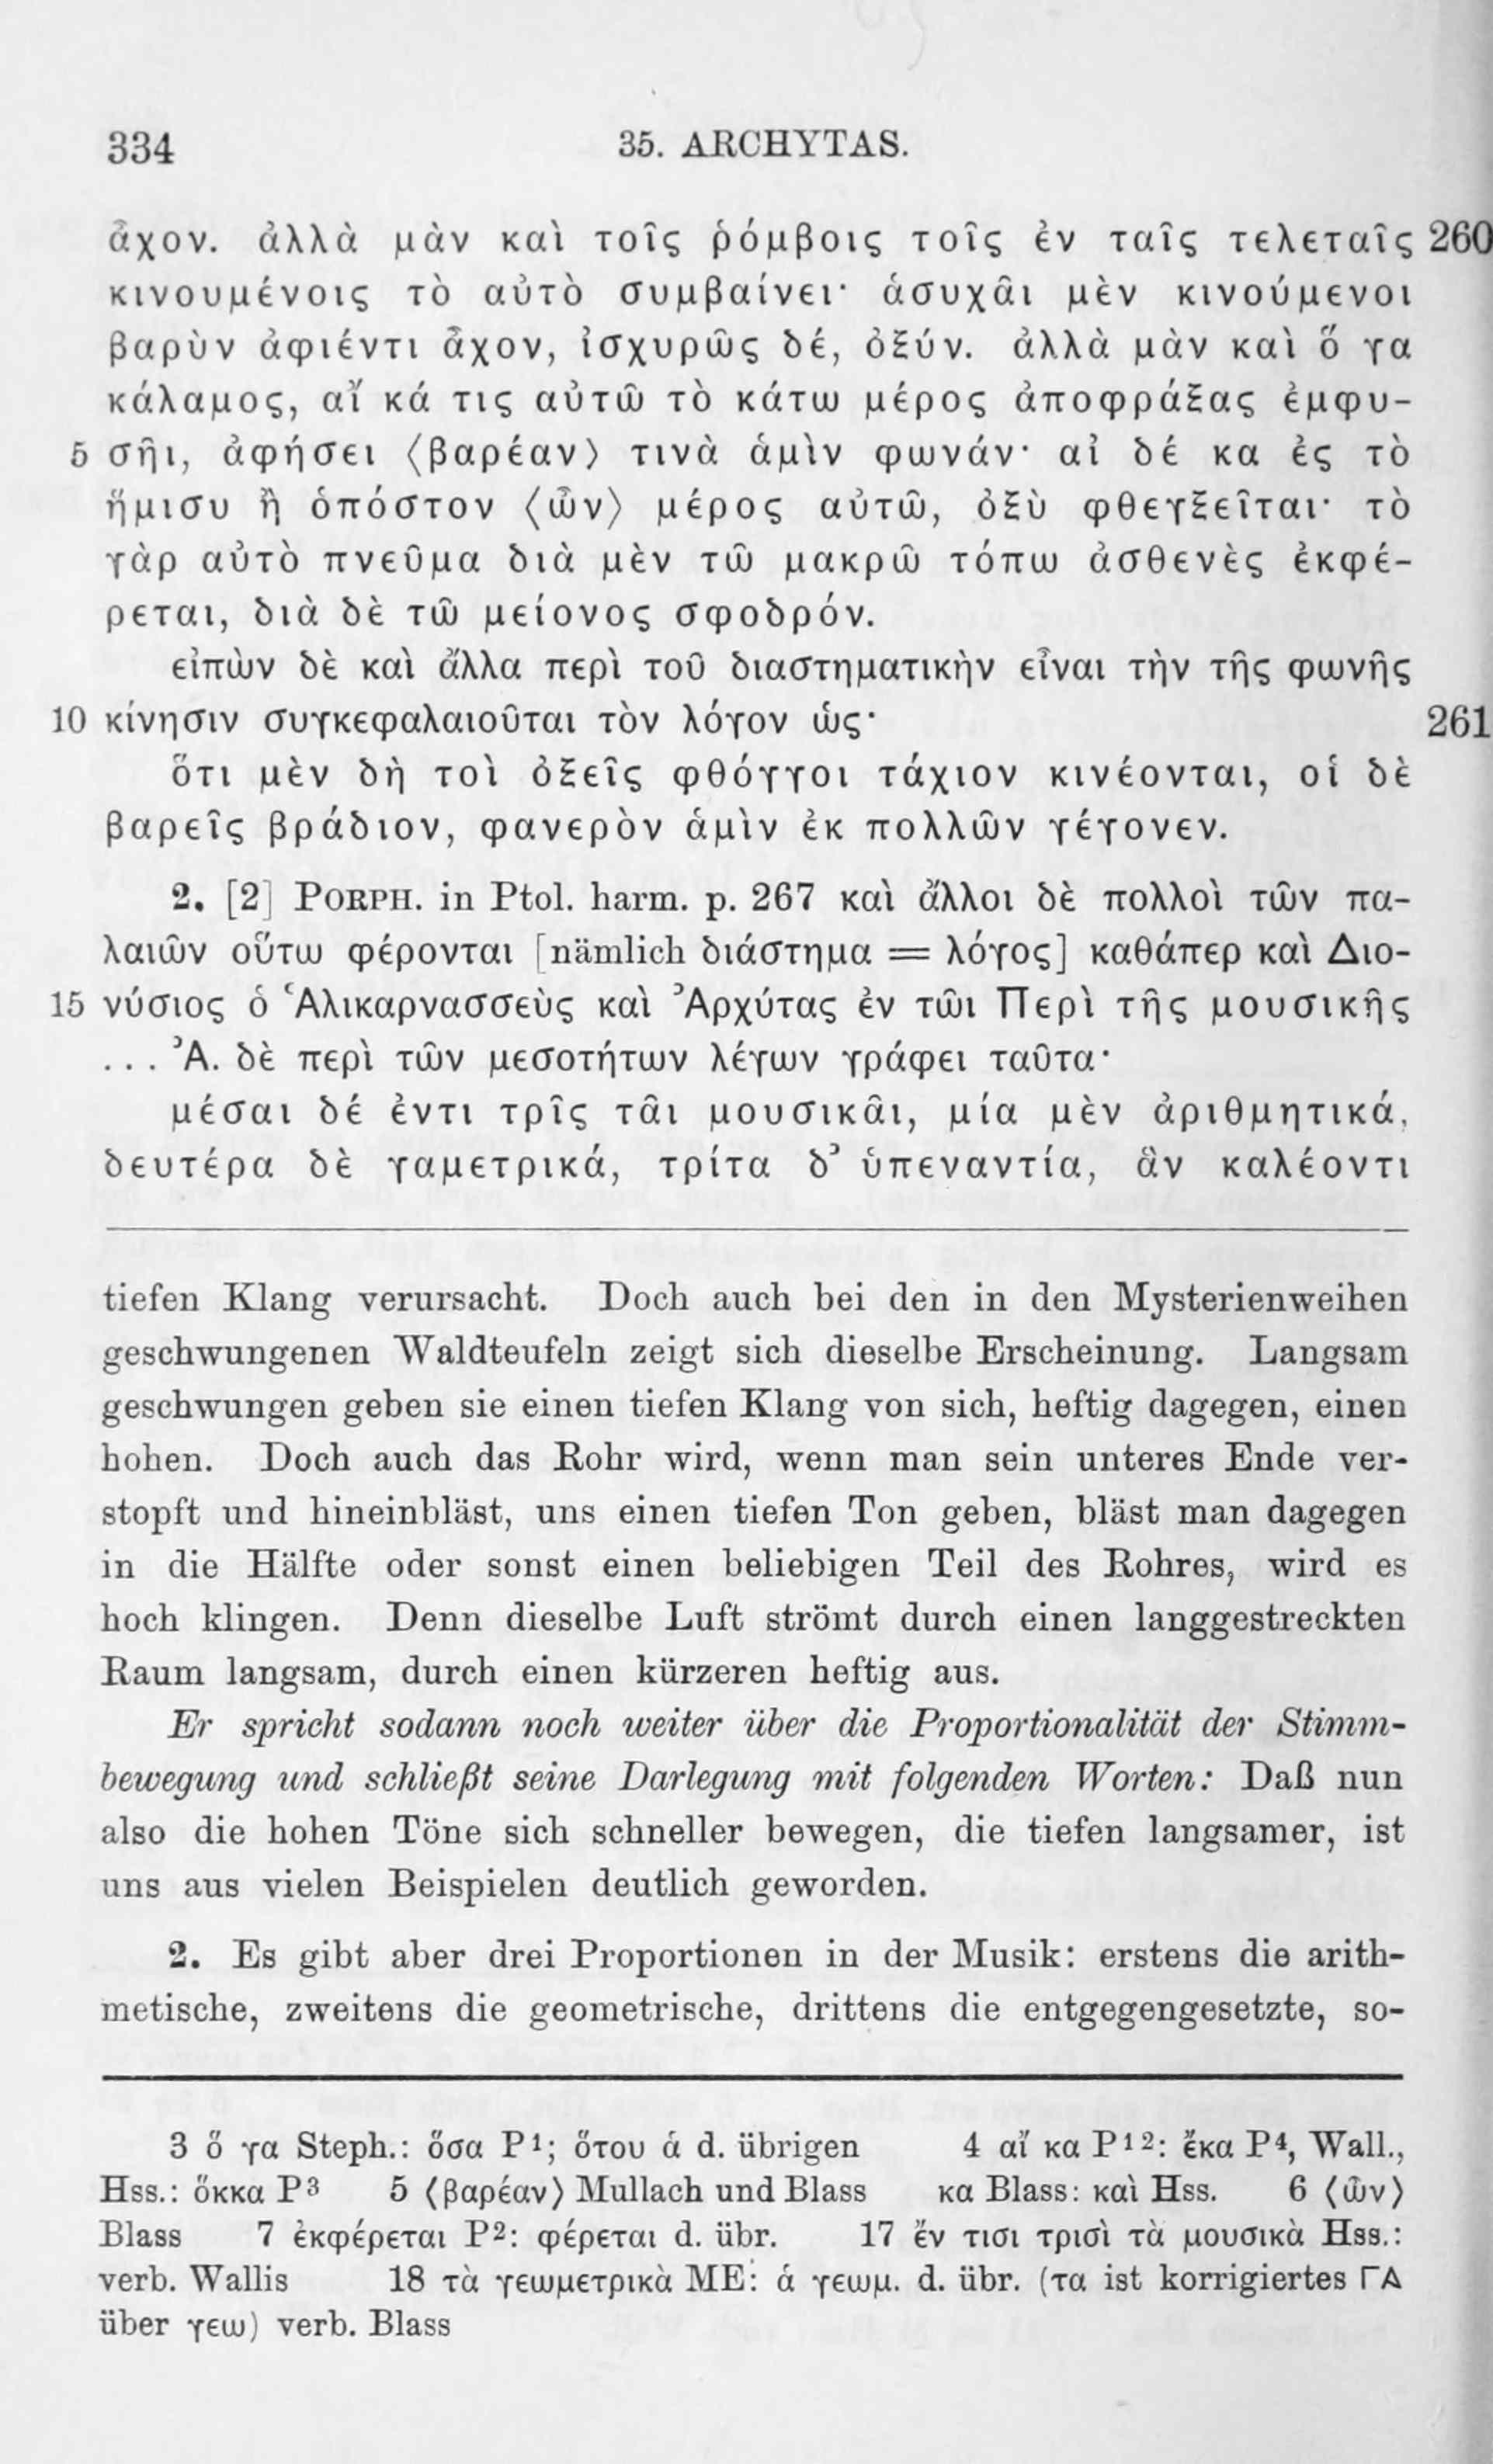 334 35. ARCHYTAS.
ἆχον. ἀλλὰ μὰν καὶ τοῖς ῥόμβοις τοῖς ἐν ταῖς τελεταῖς 260
κινουμένοις τὸ αὐτὸ συμβαίνει· ἁσυχᾶι μὲν κινούμενοι
βαρὺν ἀφιέντι ἆχον, ἰσχυρῶς δέ, ὀξύν. ἀλλὰ μὰν καὶ ὅ γα
κάλαμος, αἴ κά τις αὐτῶ τὸ κάτω μέρος ἀποφράξας ἐμφυ-
5 σῆι, ἀφήσει ⟨βαρέαν⟩ τινὰ ἁμὶν φωνάν· αἰ δέ κα ἐς τὸ
ἥμισυ ἢ ὁπόστον ⟨ὦν⟩ μέρος αὐτῶ, ὀξὺ φθεγξεῖται· τὸ
γὰρ αὐτὸ πνεῦμα διὰ μὲν τῶ μακρῶ τόπω ἀσθενὲς ἐκφέ-
ρεται, διὰ δὲ τῶ μείονος σφοδρόν.
εἰπὼν δὲ καὶ ἄλλα περὶ τοῦ διαστηματικὴν εἶναι τὴν τῆς φωνῆς
10 κίνησιν συγκεφαλαιοῦται τὸν λόγον ὡς· 261
ὅτι μὲν δὴ τοὶ ὀξεῖς φθόγγοι τάχιον κινέονται, οἱ δὲ
βαρεῖς βράδιον, φανερὸν ἁμὶν ἐκ πολλῶν γέγονεν.
2. [2] PORPH. in Ptol. harm. p. 267 καὶ ἄλλοι δὲ πολλοὶ τῶν πα-
λαιῶν οὕτω φέρονται [nämlich διάστημα = λόγος] καθάπερ καὶ Διο-
15 νύσιος ὁ Ἁλικαρνασσεὺς καὶ Ἀρχύτας ἐν τῶι Περὶ τῆς μουσικῆς
... Ἀ. δὲ περὶ τῶν μεσοτήτων λέγων γράφει ταῦτα·
μέσαι δέ ἐντι τρῖς τᾶι μουσικᾶι, μία μὲν ἀριθμητικά,
δευτέρα δὲ γαμετρικά, τρίτα δ' ὑπεναντία, ἃν καλέοντι
tiefen Klang verursacht. Doch auch bei den in den Mysterienweihen
geschwungenen Waldteufeln zeigt sich dieselbe Erscheinung. Langsam
geschwungen geben sie einen tiefen Klang von sich, heftig dagegen, einen
hohen. Doch auch das Rohr wird, wenn man sein unteres Ende ver-
stopft und hineinbläst, uns einen tiefen Ton geben, bläst man dagegen
in die Hälfte oder sonst einen beliebigen Teil des Rohres, wird es
hoch klingen. Denn dieselbe Luft strömt durch einen langgestreckten
Raum langsam, durch einen kürzeren heftig aus.
Er spricht sodann noch weiter über die Proportionalität der Stimm-
bewegung und schließt seine Darlegung mit folgenden Worten: Daß nun
also die hohen Töne sich schneller bewegen, die tiefen langsamer, ist
uns aus vielen Beispielen deutlich geworden.
2. Es gibt aber drei Proportionen in der Musik: erstens die arith-
metische, zweitens die geometrische, drittens die entgegengesetzte, so-
3 ὅ γα Steph.: ὅσα P¹; ὅτου ἁ d. übrigen 4 αἴ κα P¹²: ἔκα P⁴, Wall.,
Hss.: ὅκκα P³ 5 ⟨βαρέαν⟩ Mullach und Blass κα Blass: καὶ Hss. 6 ⟨ὦν⟩
Blass 7 ἐκφέρεται P²: φέρεται d. übr. 17 ἔν τισι τρισὶ τὰ μουσικὰ Hss.:
verb. Wallis 18 τὰ γεωμετρικὰ ME: ἁ γεωμ. d. übr. (τα ist korrigiertes ΓΑ
über γεω) verb. Blass